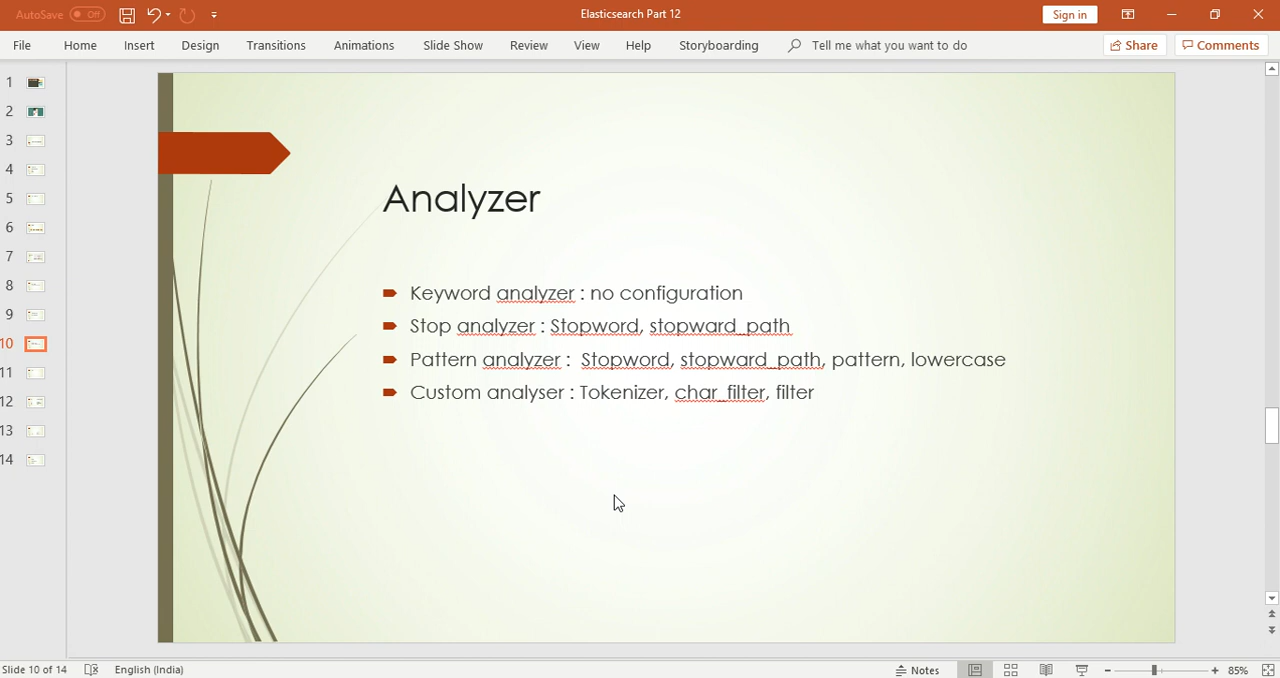 AutoSave Off Elasticsearch Part 12 Sign in
File Home Insert Design Transitions Animations Slide Show Review View Help Storyboarding Tell me what you want to do Share Comments
1
2
3
4
5
6
7
8
9
10
11
12
13
14
Analyzer
Keyword analyzer : no configuration
Stop analyzer : Stopword, stopward_path
Pattern analyzer : Stopword, stopward_path, pattern, lowercase
Custom analyser : Tokenizer, char_filter, filter
Slide 10 of 14 English (India) Notes 85%